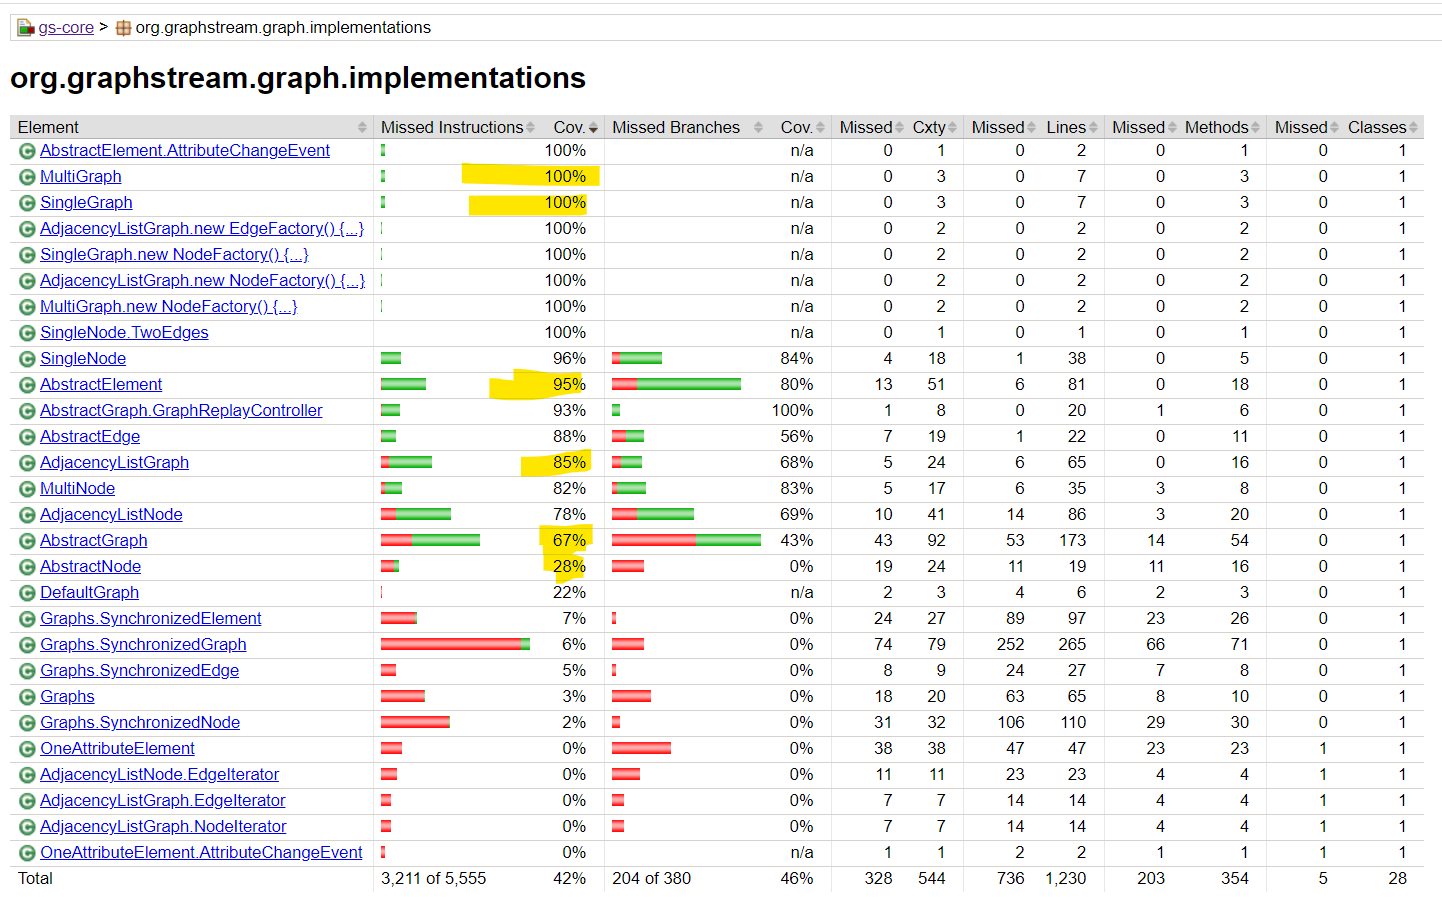 gs-core > org.graphstream.graph.implementations
org.graphstream.graph.implementations
Element Missed Instructions Cov. Missed Branches Cov. Missed Cxty Missed Lines Missed Methods Missed Classes
AbstractElement.AttributeChangeEvent 100% n/a 0 1 0 2 0 1 0 1
MultiGraph 100% n/a 0 3 0 7 0 3 0 1
SingleGraph 100% n/a 0 3 0 7 0 3 0 1
AdjacencyListGraph.new EdgeFactory() {...} 100% n/a 0 2 0 2 0 2 0 1
SingleGraph.new NodeFactory() {...} 100% n/a 0 2 0 2 0 2 0 1
AdjacencyListGraph.new NodeFactory() {...} 100% n/a 0 2 0 2 0 2 0 1
MultiGraph.new NodeFactory() {...} 100% n/a 0 2 0 2 0 2 0 1
SingleNode.TwoEdges 100% n/a 0 1 0 1 0 1 0 1
SingleNode 96% 84% 4 18 1 38 0 5 0 1
AbstractElement 95% 80% 13 51 6 81 0 18 0 1
AbstractGraph.GraphReplayController 93% 100% 1 8 0 20 1 6 0 1
AbstractEdge 88% 56% 7 19 1 22 0 11 0 1
AdjacencyListGraph 85% 68% 5 24 6 65 0 16 0 1
MultiNode 82% 83% 5 17 6 35 3 8 0 1
AdjacencyListNode 78% 69% 10 41 14 86 3 20 0 1
AbstractGraph 67% 43% 43 92 53 173 14 54 0 1
AbstractNode 28% 0% 19 24 11 19 11 16 0 1
DefaultGraph 22% n/a 2 3 4 6 2 3 0 1
Graphs.SynchronizedElement 7% 0% 24 27 89 97 23 26 0 1
Graphs.SynchronizedGraph 6% 0% 74 79 252 265 66 71 0 1
Graphs.SynchronizedEdge 5% 0% 8 9 24 27 7 8 0 1
Graphs 3% 0% 18 20 63 65 8 10 0 1
Graphs.SynchronizedNode 2% 0% 31 32 106 110 29 30 0 1
OneAttributeElement 0% 0% 38 38 47 47 23 23 1 1
AdjacencyListNode.EdgeIterator 0% 0% 11 11 23 23 4 4 1 1
AdjacencyListGraph.EdgeIterator 0% 0% 7 7 14 14 4 4 1 1
AdjacencyListGraph.NodeIterator 0% 0% 7 7 14 14 4 4 1 1
OneAttributeElement.AttributeChangeEvent 0% n/a 1 1 2 2 1 1 1 1
Total 3,211 of 5,555 42% 204 of 380 46% 328 544 736 1,230 203 354 5 28